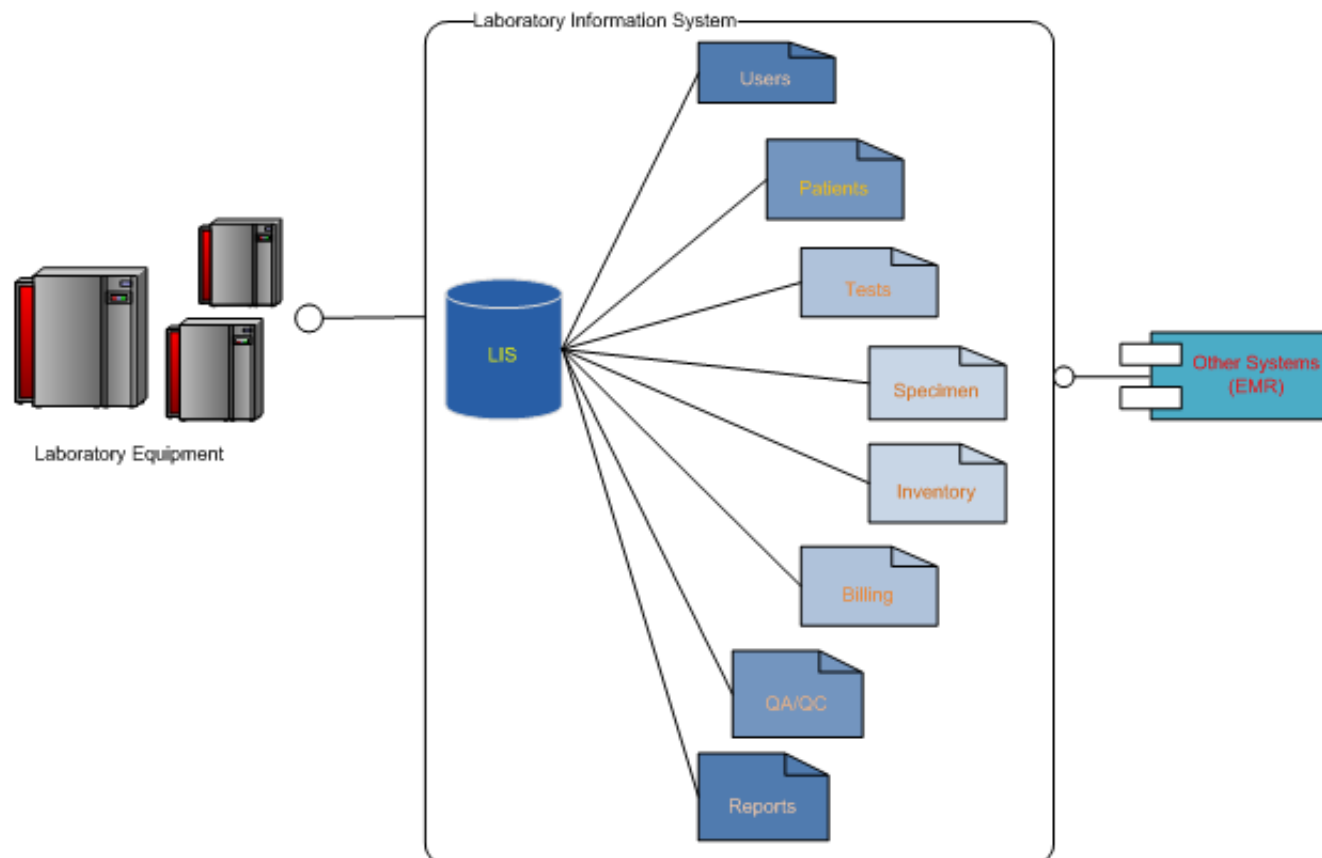 Laboratory Information System
Users
Patients
Tests
LIS
Specimen
Other Systems
(EMR)
Laboratory Equipment
Inventory
Billing
QA/QC
Reports